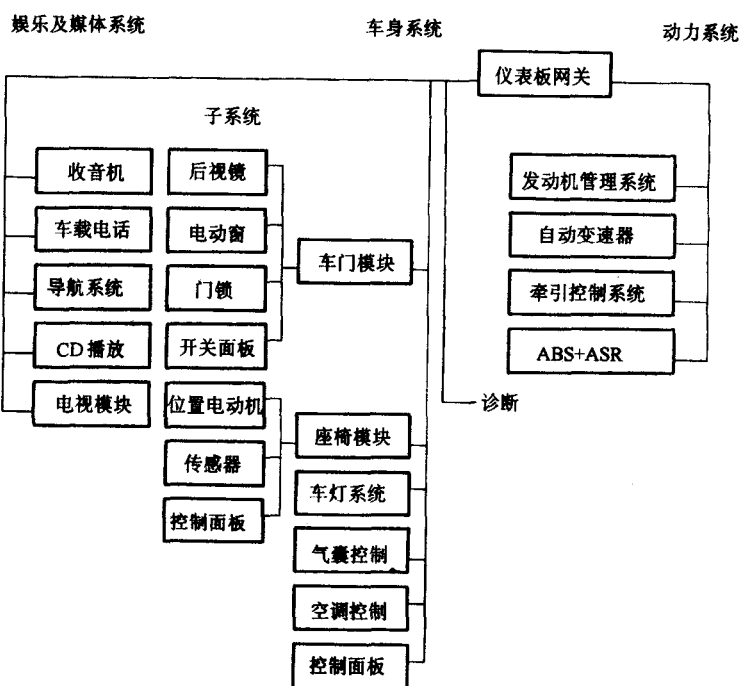 娱乐及媒体系统
车身系统
动力系统
仪表板网关
子系统
收音机
后视镜
发动机管理系统
车载电话
电动窗
自动变速器
车门模块
导航系统
门锁
牵引控制系统
CD播放
开关面板
ABS+ASR
电视模块
位置电动机
诊断
座椅模块
传感器
车灯系统
控制面板
气囊控制
空调控制
控制面板